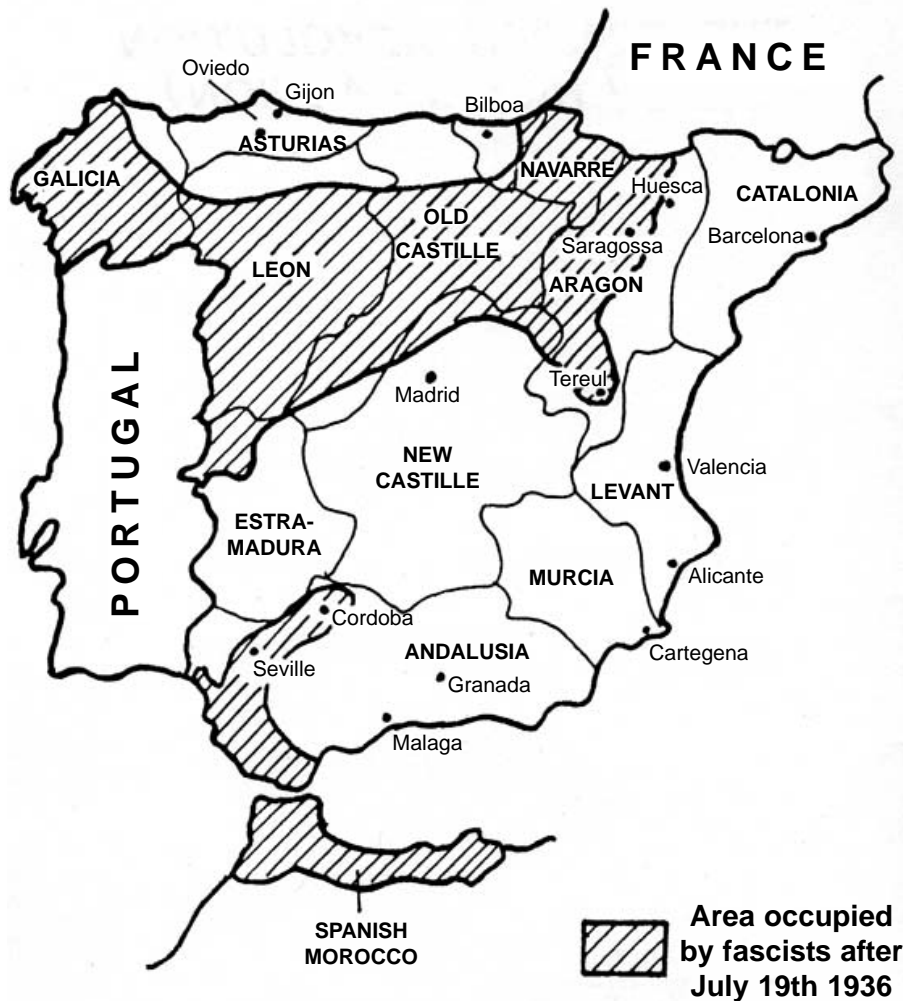 FRANCE
Oviedo
Gijon
Bilboa
ASTURIAS
GALICIA
NAVARRE
Huesca
CATALONIA
OLD
CASTILLE
Saragossa
Barcelona
LEON
ARAGON
PORTUGAL
Madrid
Tereul
NEW
CASTILLE
Valencia
LEVANT
ESTRA-
MADURA
MURCIA
Alicante
Cordoba
Seville
ANDALUSIA
Granada
Cartegena
Malaga
SPANISH
MOROCCO
Area occupied
by fascists after
July 19th 1936